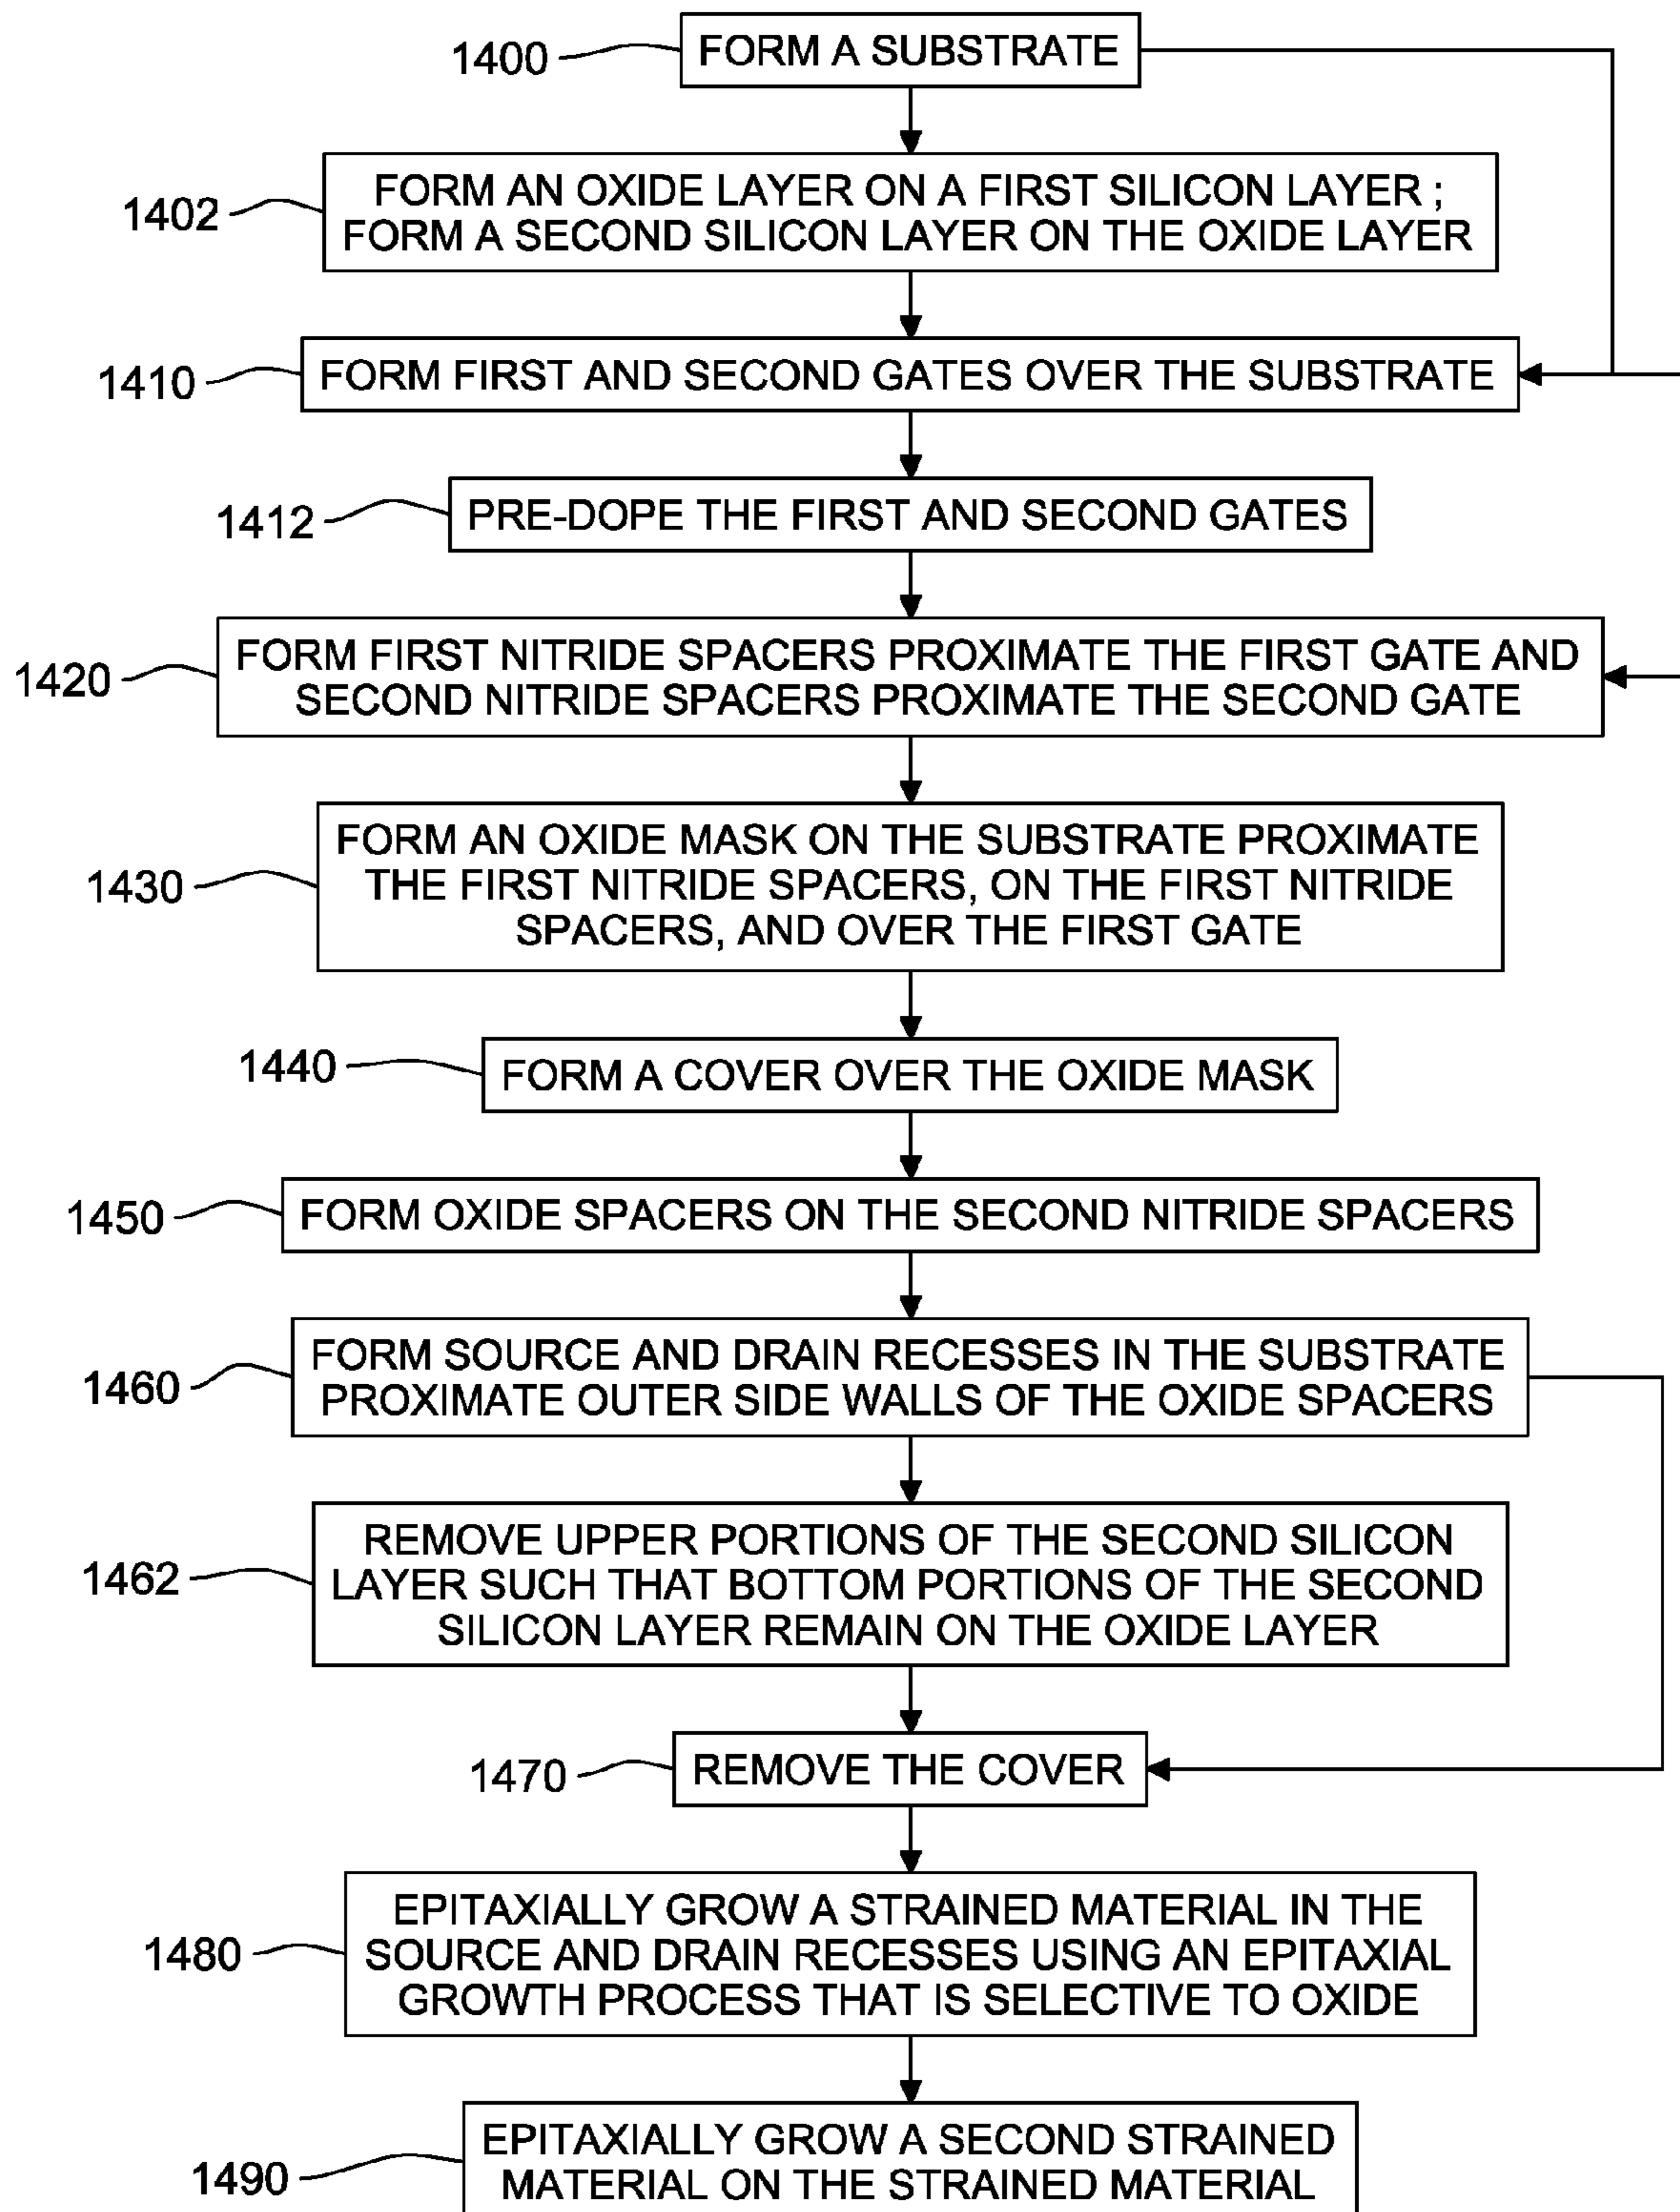 1400
FORM A SUBSTRATE
1402
FORM AN OXIDE LAYER ON A FIRST SILICON LAYER ;
FORM A SECOND SILICON LAYER ON THE OXIDE LAYER
1410
FORM FIRST AND SECOND GATES OVER THE SUBSTRATE
1412
PRE-DOPE THE FIRST AND SECOND GATES
1420
FORM FIRST NITRIDE SPACERS PROXIMATE THE FIRST GATE AND
SECOND NITRIDE SPACERS PROXIMATE THE SECOND GATE
1430
FORM AN OXIDE MASK ON THE SUBSTRATE PROXIMATE
THE FIRST NITRIDE SPACERS, ON THE FIRST NITRIDE
SPACERS, AND OVER THE FIRST GATE
1440
FORM A COVER OVER THE OXIDE MASK
1450
FORM OXIDE SPACERS ON THE SECOND NITRIDE SPACERS
1460
FORM SOURCE AND DRAIN RECESSES IN THE SUBSTRATE
PROXIMATE OUTER SIDE WALLS OF THE OXIDE SPACERS
1462
REMOVE UPPER PORTIONS OF THE SECOND SILICON
LAYER SUCH THAT BOTTOM PORTIONS OF THE SECOND
SILICON LAYER REMAIN ON THE OXIDE LAYER
1470
REMOVE THE COVER
1480
EPITAXIALLY GROW A STRAINED MATERIAL IN THE
SOURCE AND DRAIN RECESSES USING AN EPITAXIAL
GROWTH PROCESS THAT IS SELECTIVE TO OXIDE
1490
EPITAXIALLY GROW A SECOND STRAINED
MATERIAL ON THE STRAINED MATERIAL